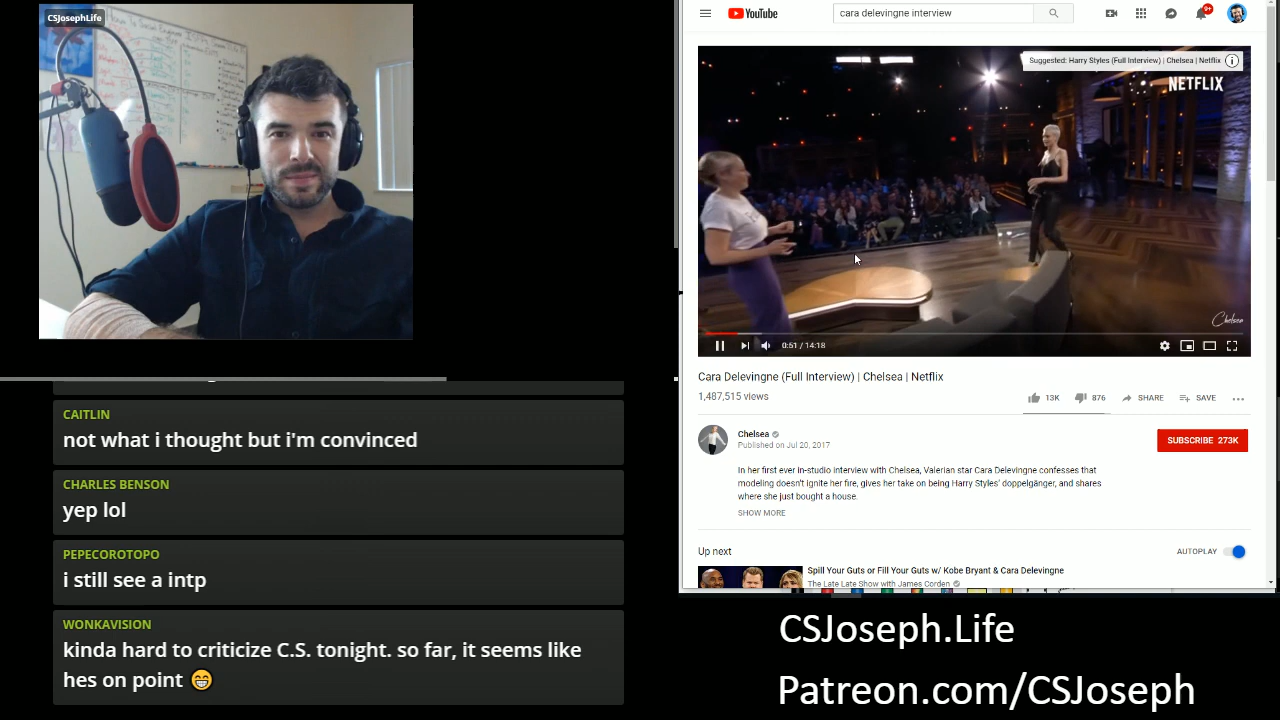 CSJosephLife
CAITLIN
not what i thought but i'm convinced
CHARLES BENSON
yep lol
PEPECOROTOPO
i still see a intp
WONKAVISION
kinda hard to criticize C.S. tonight. so far, it seems like
hes on point 😁
YouTube
cara delevingne interview
9+
Suggested: Harry Styles (Full Interview) | Chelsea | Netflix
NETFLIX
Chelsea
0:51 / 14:18
Cara Delevingne (Full Interview) | Chelsea | Netflix
1,487,515 views
13K
876
SHARE
SAVE
Chelsea
Published on Jul 20, 2017
SUBSCRIBE 273K
In her first ever in-studio interview with Chelsea, Valerian star Cara Delevingne confesses that
modeling doesn't ignite her fire, gives her take on being Harry Styles' doppelgänger, and shares
where she just bought a house.
SHOW MORE
Up next
AUTOPLAY
Spill Your Guts or Fill Your Guts w/ Kobe Bryant & Cara Delevingne
The Late Late Show with James Corden
CSJoseph.Life
Patreon.com/CSJoseph